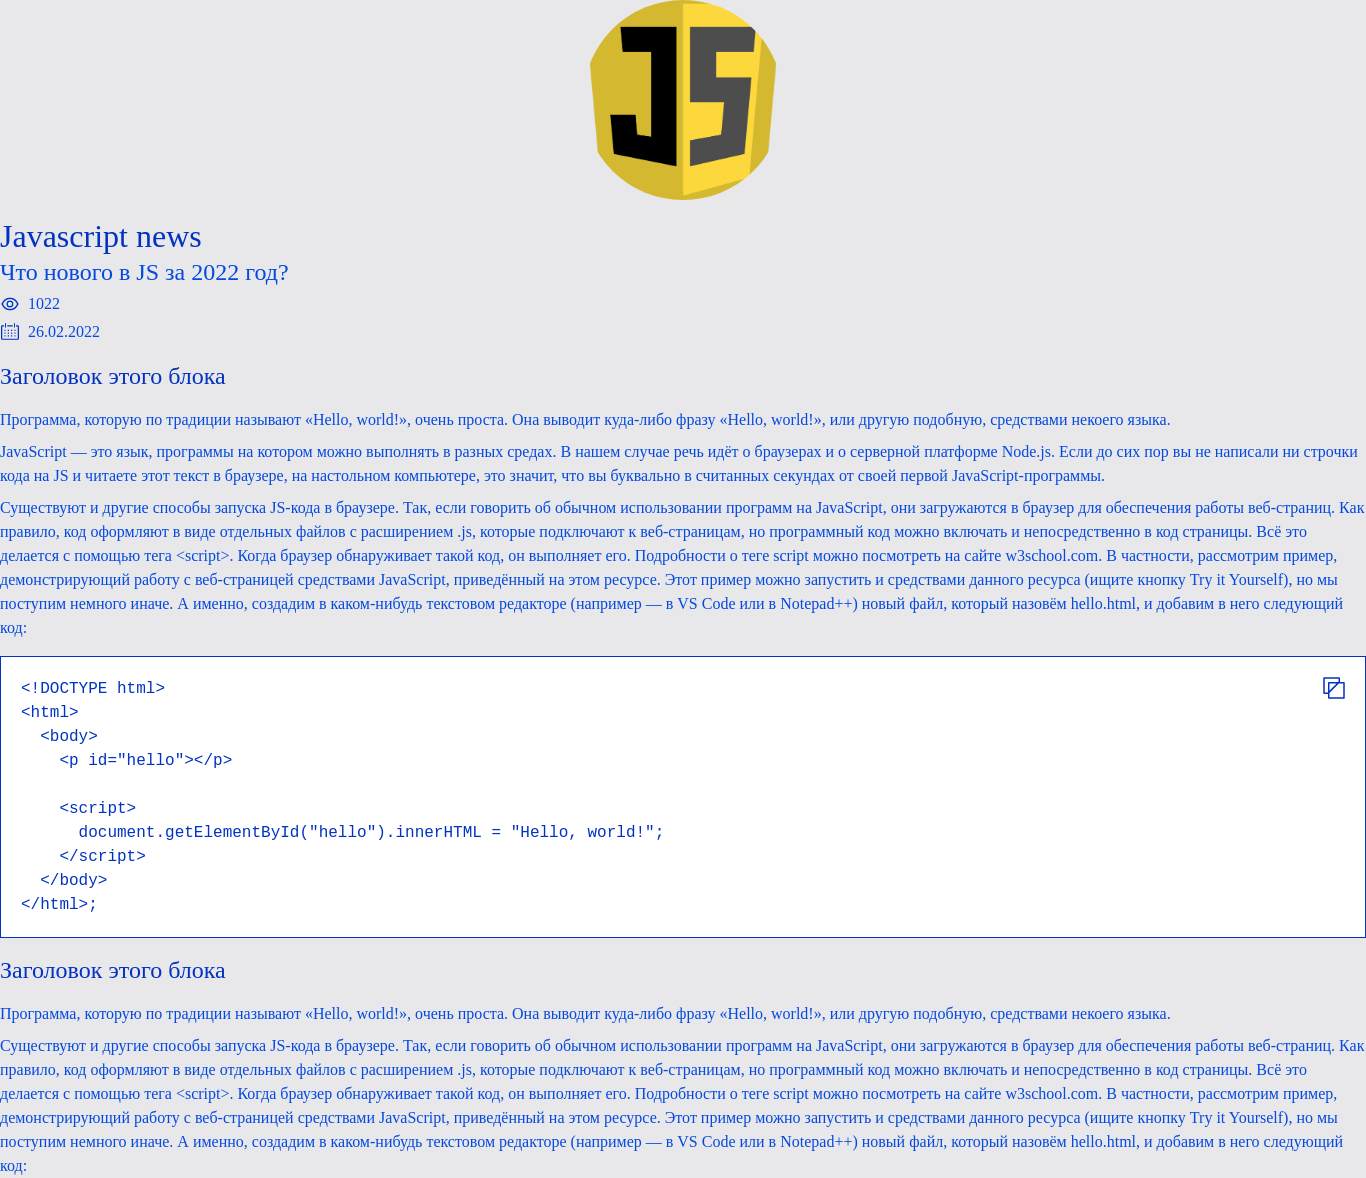 JS
Javascript news
Что нового в JS за 2022 год?
1022
26.02.2022
Заголовок этого блока
Программа, которую по традиции называют «Hello, world!», очень проста. Она выводит куда-либо фразу «Hello, world!», или другую подобную, средствами некоего языка.
JavaScript — это язык, программы на котором можно выполнять в разных средах. В нашем случае речь идёт о браузерах и о серверной платформе Node.js. Если до сих пор вы не написали ни строчки
кода на JS и читаете этот текст в браузере, на настольном компьютере, это значит, что вы буквально в считанных секундах от своей первой JavaScript-программы.
Существуют и другие способы запуска JS-кода в браузере. Так, если говорить об обычном использовании программ на JavaScript, они загружаются в браузер для обеспечения работы веб-страниц. Как
правило, код оформляют в виде отдельных файлов с расширением .js, которые подключают к веб-страницам, но программный код можно включать и непосредственно в код страницы. Всё это
делается с помощью тега <script>. Когда браузер обнаруживает такой код, он выполняет его. Подробности о теге script можно посмотреть на сайте w3school.com. В частности, рассмотрим пример,
демонстрирующий работу с веб-страницей средствами JavaScript, приведённый на этом ресурсе. Этот пример можно запустить и средствами данного ресурса (ищите кнопку Try it Yourself), но мы
поступим немного иначе. А именно, создадим в каком-нибудь текстовом редакторе (например — в VS Code или в Notepad++) новый файл, который назовём hello.html, и добавим в него следующий
код:
<!DOCTYPE html>
<html>
  <body>
    <p id="hello"></p>

    <script>
      document.getElementById("hello").innerHTML = "Hello, world!";
    </script>
  </body>
</html>;
Заголовок этого блока
Программа, которую по традиции называют «Hello, world!», очень проста. Она выводит куда-либо фразу «Hello, world!», или другую подобную, средствами некоего языка.
Существуют и другие способы запуска JS-кода в браузере. Так, если говорить об обычном использовании программ на JavaScript, они загружаются в браузер для обеспечения работы веб-страниц. Как
правило, код оформляют в виде отдельных файлов с расширением .js, которые подключают к веб-страницам, но программный код можно включать и непосредственно в код страницы. Всё это
делается с помощью тега <script>. Когда браузер обнаруживает такой код, он выполняет его. Подробности о теге script можно посмотреть на сайте w3school.com. В частности, рассмотрим пример,
демонстрирующий работу с веб-страницей средствами JavaScript, приведённый на этом ресурсе. Этот пример можно запустить и средствами данного ресурса (ищите кнопку Try it Yourself), но мы
поступим немного иначе. А именно, создадим в каком-нибудь текстовом редакторе (например — в VS Code или в Notepad++) новый файл, который назовём hello.html, и добавим в него следующий
код: